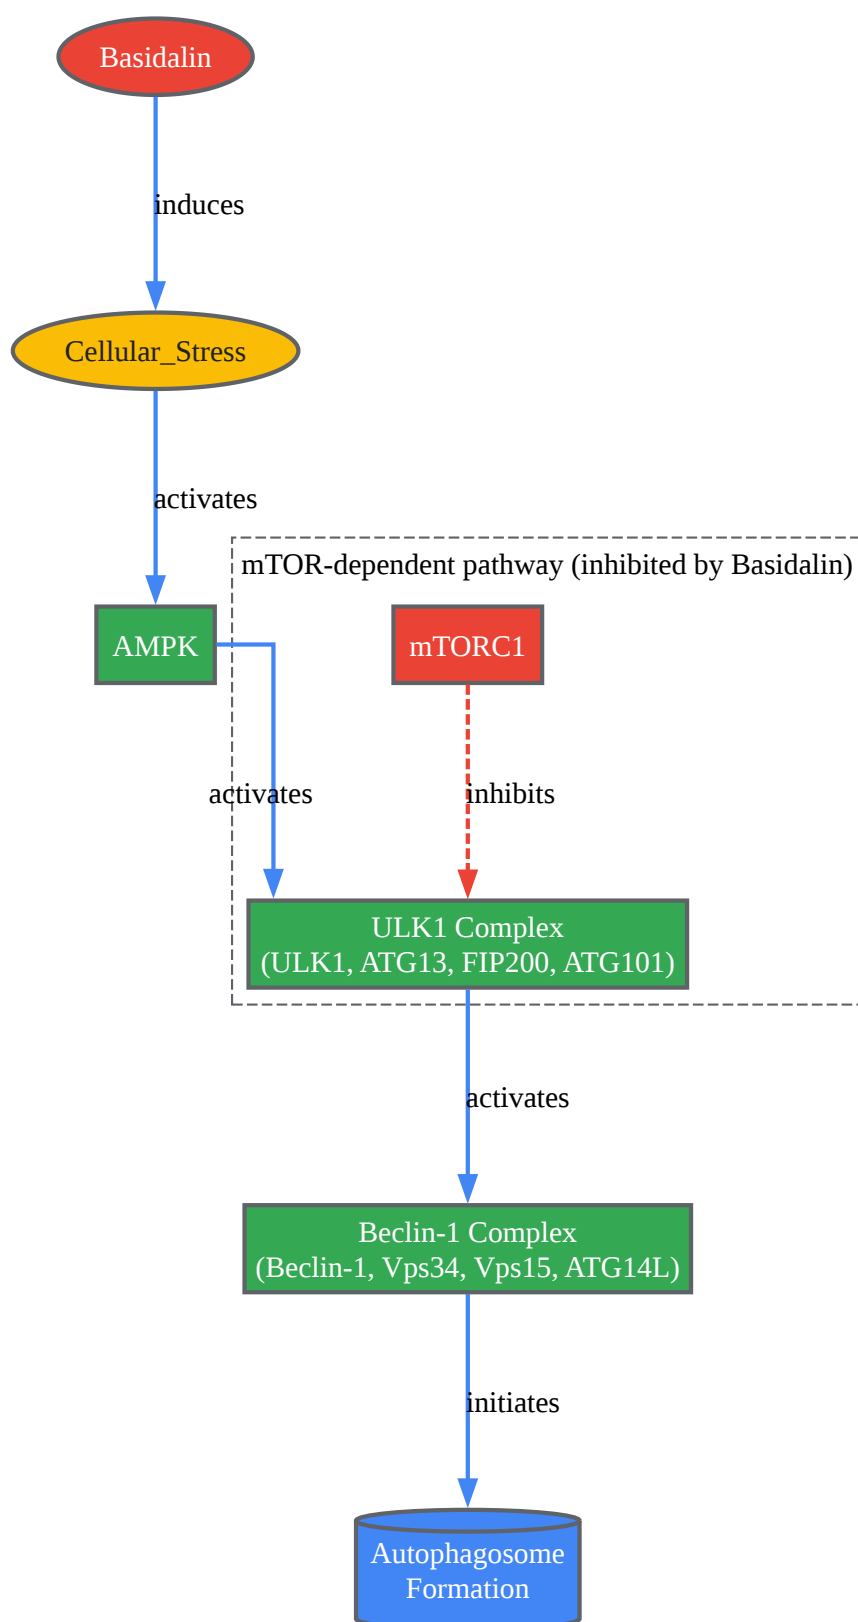 Basidalin
induces
Cellular_Stress
activates
mTOR-dependent pathway (inhibited by Basidalin)
AMPK
mTORC1
activates
inhibits
ULK1 Complex
(ULK1, ATG13, FIP200, ATG101)
activates
Beclin-1 Complex
(Beclin-1, Vps34, Vps15, ATG14L)
initiates
Autophagosome
Formation